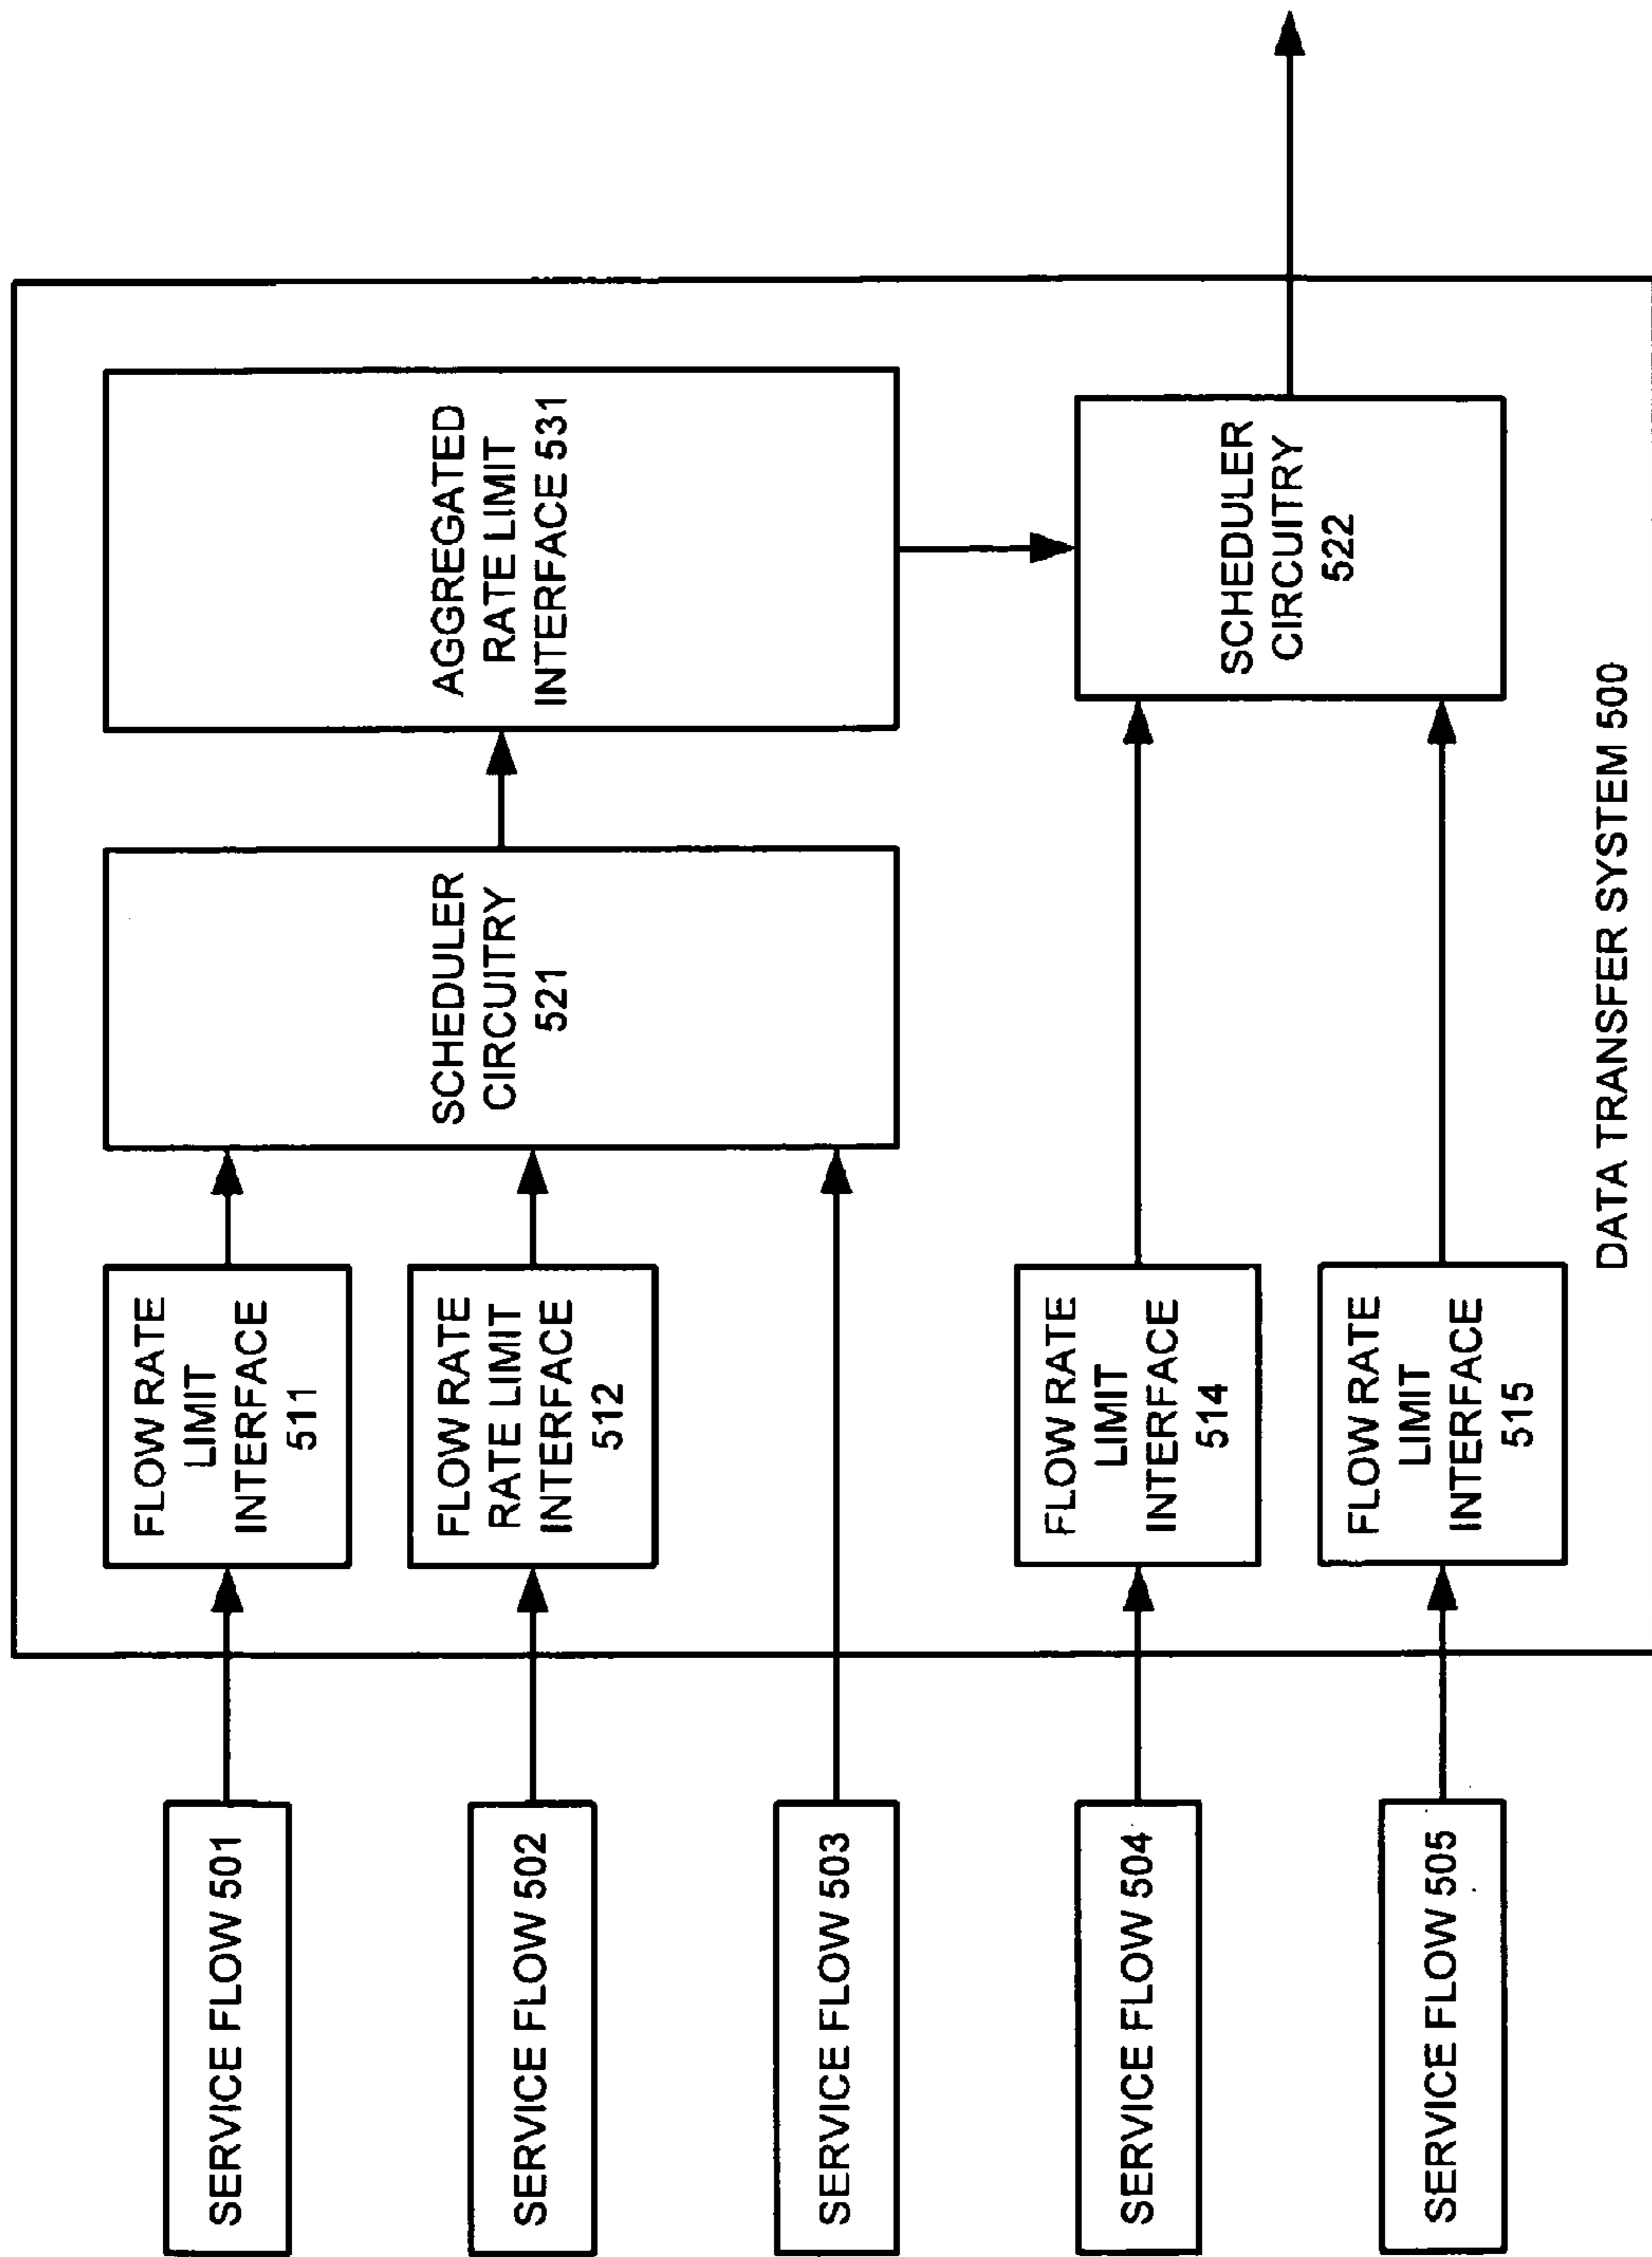 SERVICE FLOW 501
SERVICE FLOW 502
SERVICE FLOW 503
SERVICE FLOW 504
SERVICE FLOW 505
FLOW RATE
LIMIT
INTERFACE
511
FLOW RATE
RATE LIMIT
INTERFACE
512
FLOW RATE
LIMIT
INTERFACE
514
FLOW RATE
LIMIT
INTERFACE
515
SCHEDULER
CIRCUITRY
521
AGGREGATED
RATE LIMIT
INTERFACE 531
SCHEDULER
CIRCUITRY
522
DATA TRANSFER SYSTEM 500